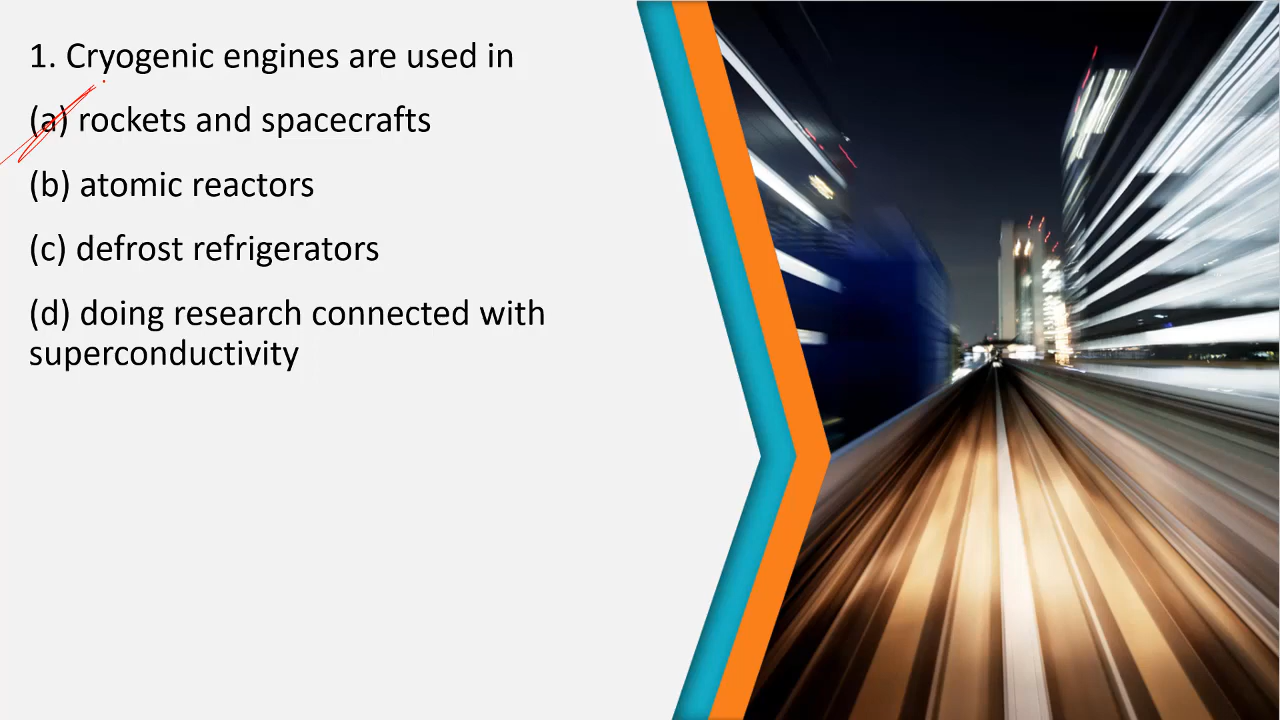 1. Cryogenic engines are used in
(a) rockets and spacecrafts
(b) atomic reactors
(c) defrost refrigerators
(d) doing research connected with
superconductivity